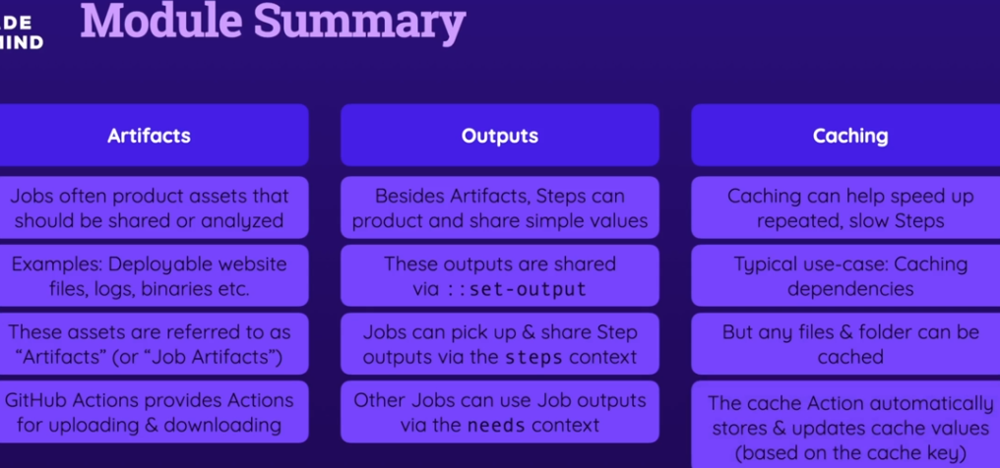 ADE
MIND
Module Summary
Artifacts
Jobs often product assets that
should be shared or analyzed
Examples: Deployable website
files, logs, binaries etc.
These assets are referred to as
“Artifacts” (or “Job Artifacts”)
GitHub Actions provides Actions
for uploading & downloading
Outputs
Besides Artifacts, Steps can
product and share simple values
These outputs are shared
via ::set-output
Jobs can pick up & share Step
outputs via the steps context
Other Jobs can use Job outputs
via the needs context
Caching
Caching can help speed up
repeated, slow Steps
Typical use-case: Caching
dependencies
But any files & folder can be
cached
The cache Action automatically
stores & updates cache values
(based on the cache key)